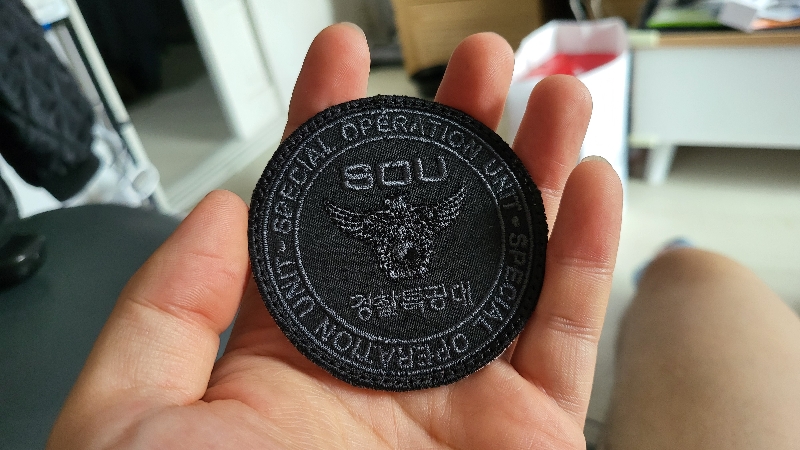 SPECIAL OPERATION UNIT · SPECIAL OPERATION UNIT ·
SOU
경찰특공대